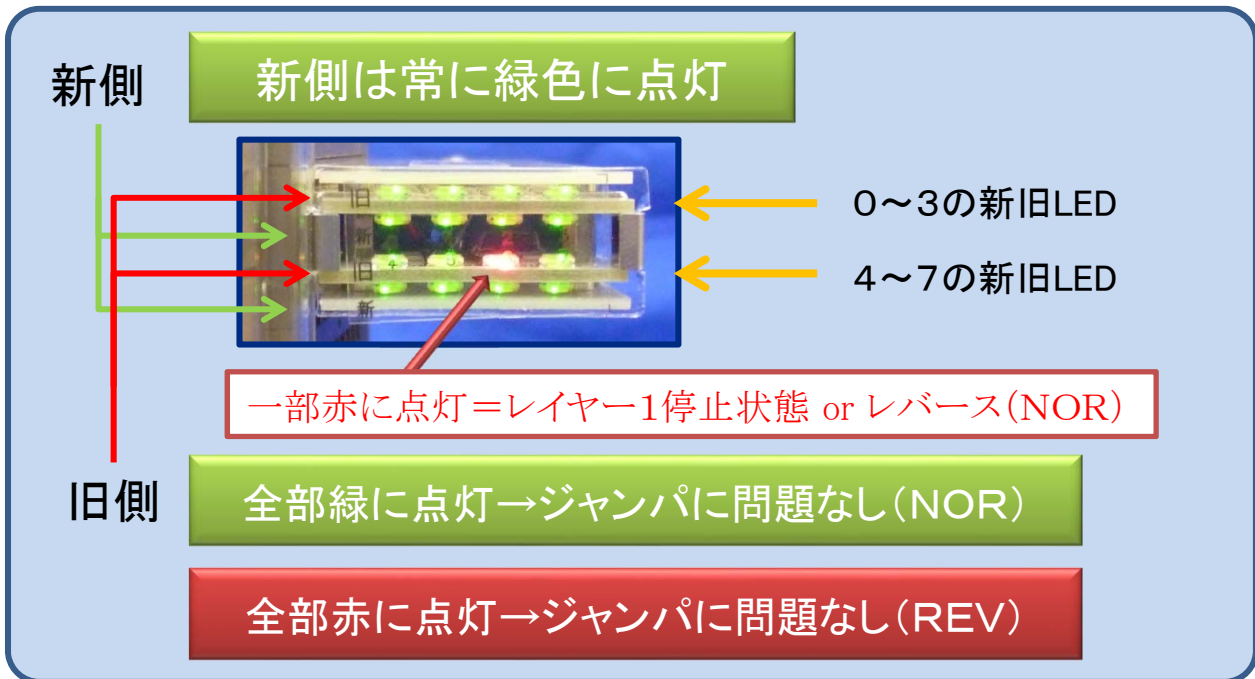 新側
新側は常に緑色に点灯
旧
新
旧
新
4
5
0～3の新旧LED
4～7の新旧LED
一部赤に点灯＝レイヤー1停止状態 or レバース(NOR)
旧側
全部緑に点灯→ジャンパに問題なし(NOR)
全部赤に点灯→ジャンパに問題なし(REV)